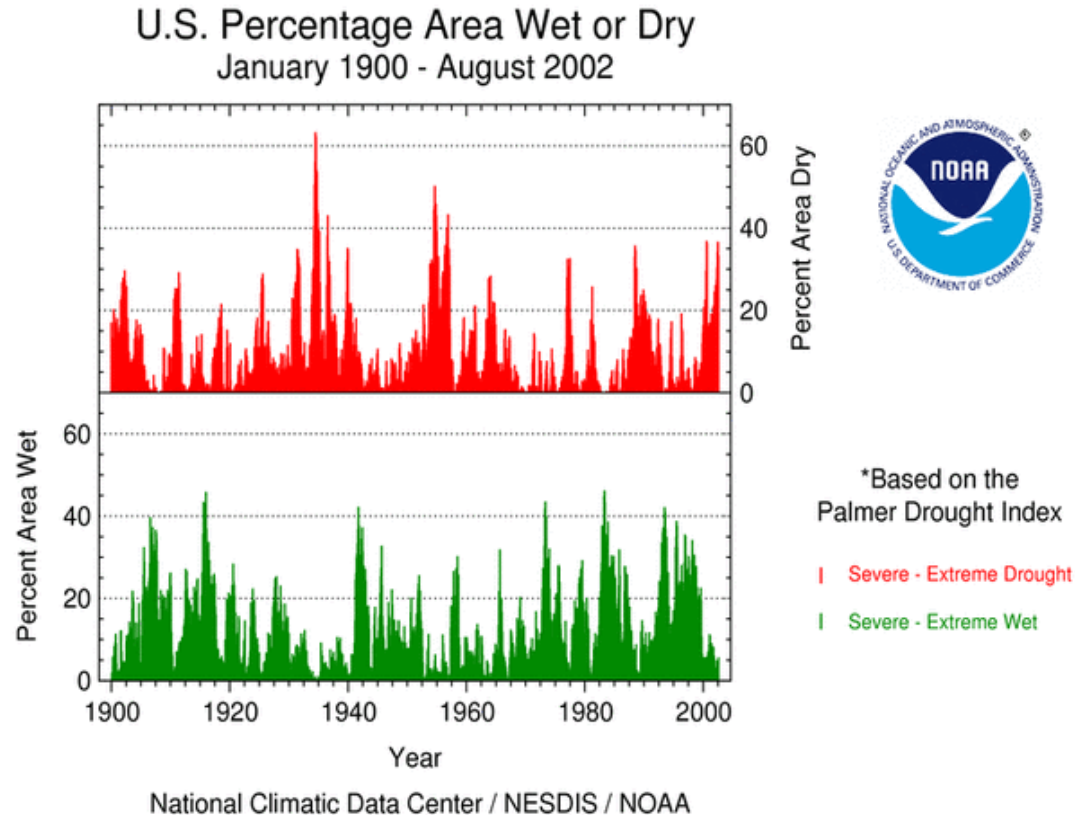 U.S. Percentage Area Wet or Dry
January 1900 - August 2002
60
40
20
0
Percent Area Dry
NATIONAL OCEANIC AND ATMOSPHERIC ADMINISTRATION
NOAA
U.S. DEPARTMENT OF COMMERCE
Percent Area Wet
60
40
20
0
1900 1920 1940 1960 1980 2000
Year
*Based on the
Palmer Drought Index
Severe - Extreme Drought
Severe - Extreme Wet
National Climatic Data Center / NESDIS / NOAA